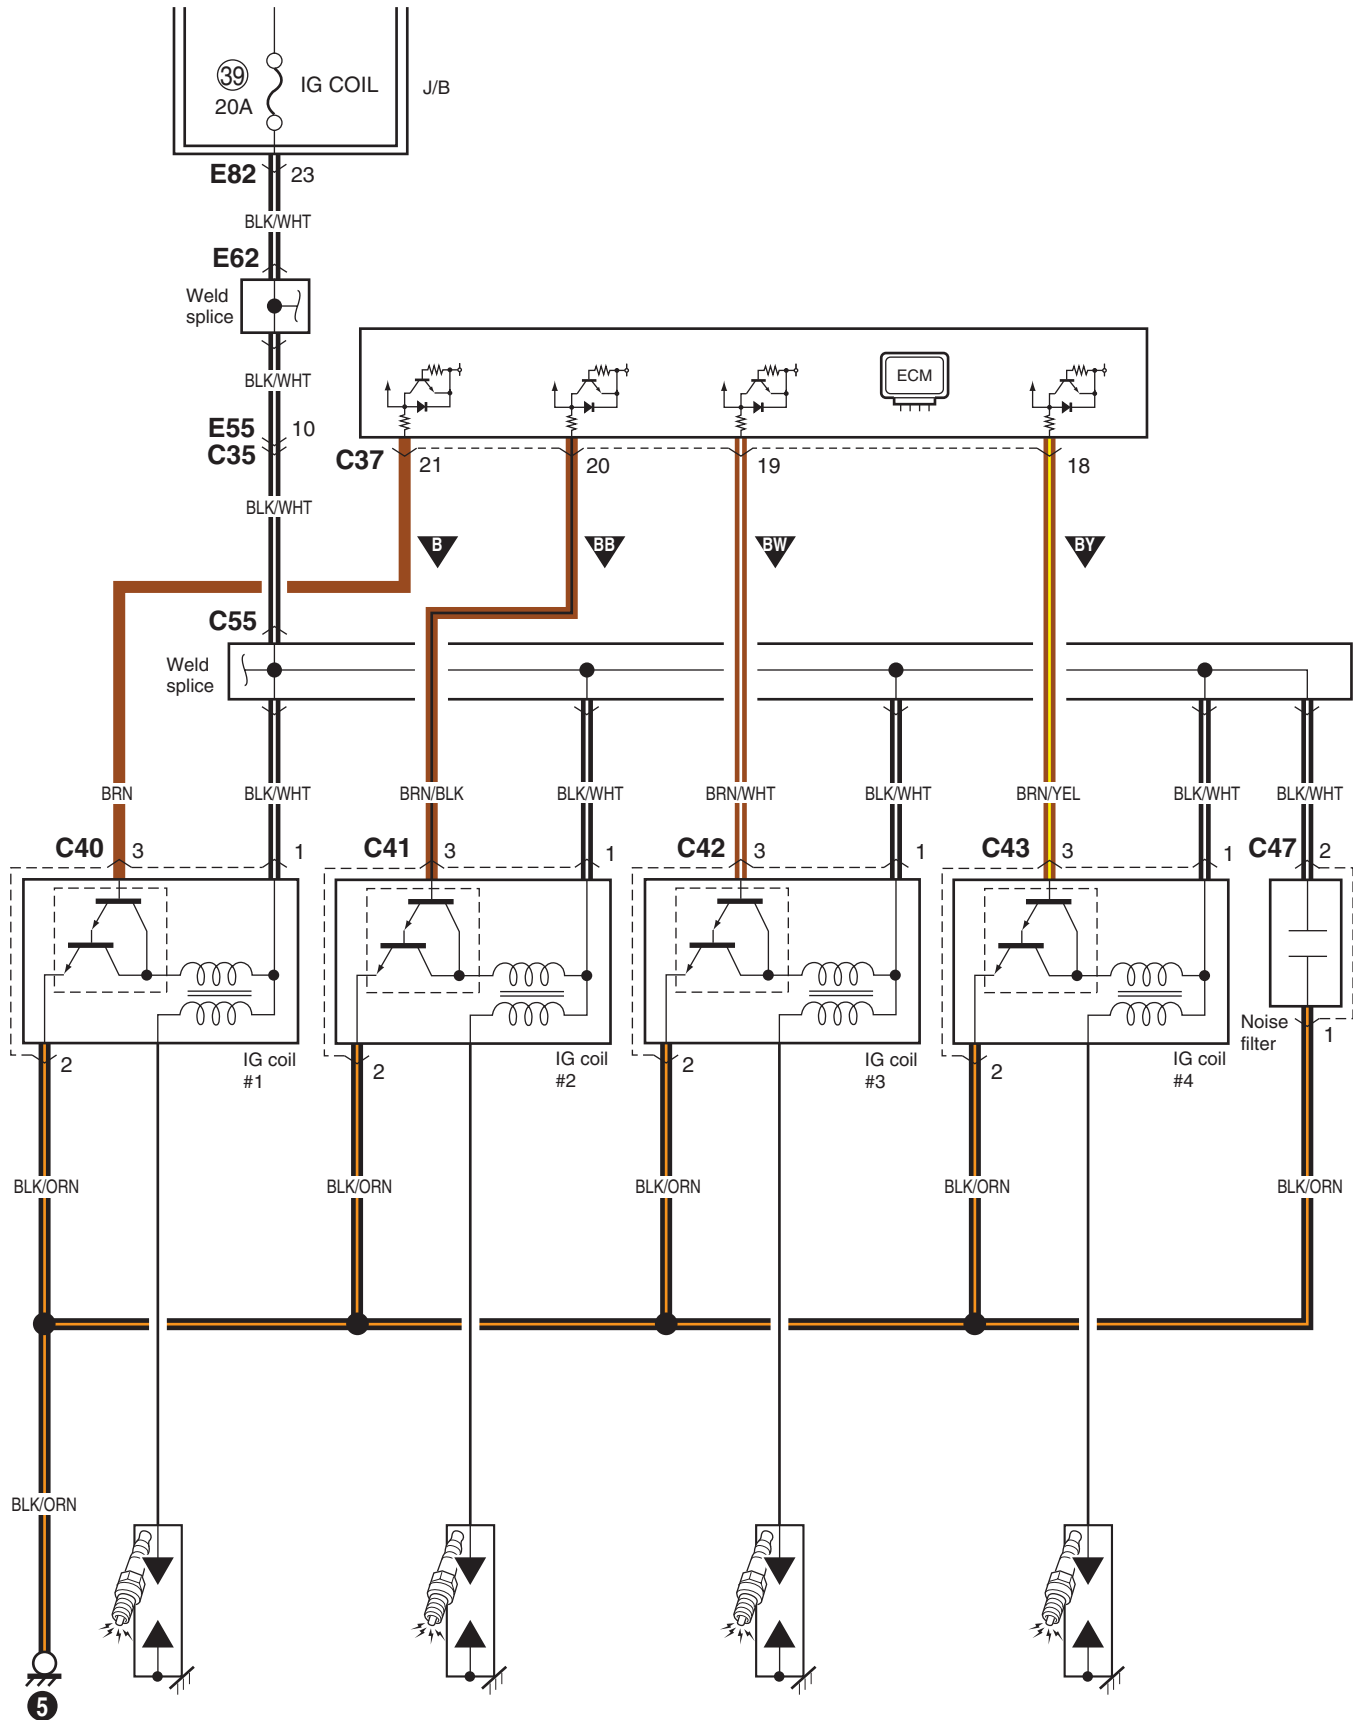 39
20A
IG COIL
J/B
E82
23
BLK/WHT
E62
Weld
splice
BLK/WHT
ECM
E55
10
C35
C37
21
20
19
18
BLK/WHT
B
BB
BW
BY
C55
Weld
splice
BRN
BLK/WHT
BRN/BLK
BLK/WHT
BRN/WHT
BLK/WHT
BRN/YEL
BLK/WHT
BLK/WHT
C40
3
1
C41
3
1
C42
3
1
C43
3
1
C47
2
Noise
filter
1
2
IG coil
#1
2
IG coil
#2
2
IG coil
#3
2
IG coil
#4
BLK/ORN
BLK/ORN
BLK/ORN
BLK/ORN
BLK/ORN
BLK/ORN
5